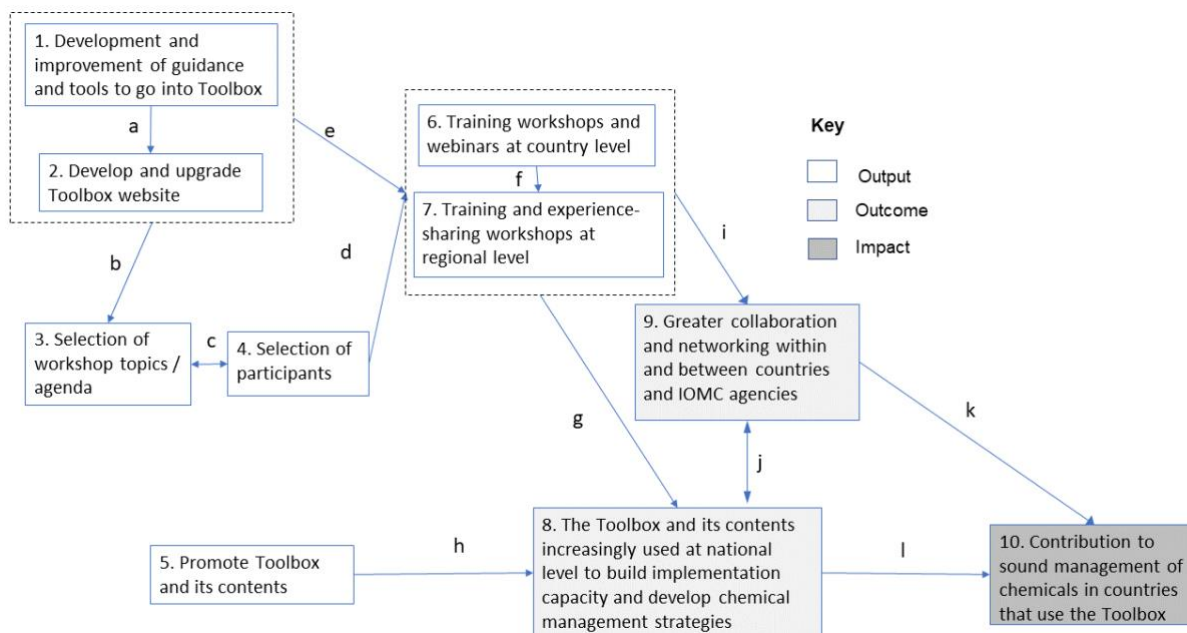 1. Development and
improvement of guidance
and tools to go into Toolbox
a
2. Develop and upgrade
Toolbox website
b
3. Selection of
workshop topics /
agenda
c
4. Selection of
participants
d
e
6. Training workshops and
webinars at country level
f
7. Training and experience-
sharing workshops at
regional level
Key
Output
Outcome
Impact
i
9. Greater collaboration
and networking within
and between countries
and IOMC agencies
g
j
k
5. Promote Toolbox
and its contents
h
8. The Toolbox and its contents
increasingly used at national
level to build implementation
capacity and develop chemical
management strategies
l
10. Contribution to
sound management of
chemicals in countries
that use the Toolbox